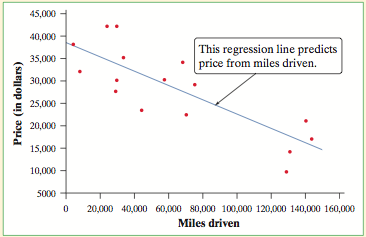 45,000
40,000
35,000
30,000
25,000
20,000
15,000
10,000
5000
Price (in dollars)
This regression line predicts
price from miles driven.
0 20,000 40,000 60,000 80,000 100,000 120,000 140,000 160,000
Miles driven